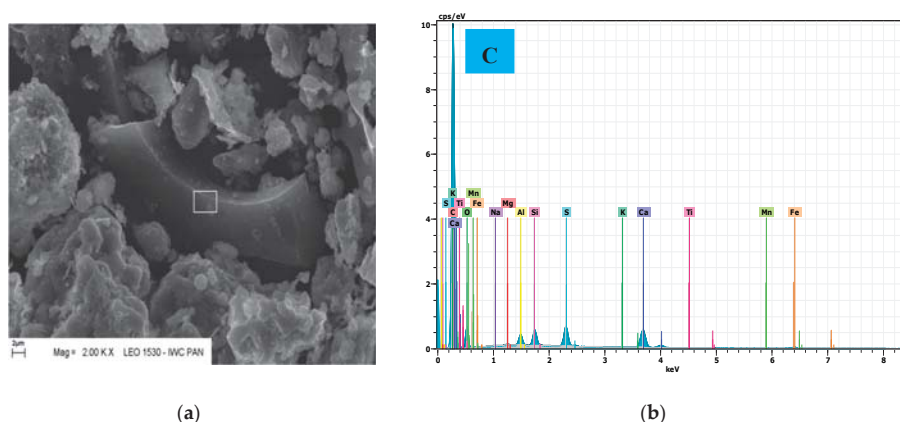 2µm
Mag = 2.00 K X LEO 1530 - IWC PAN
(a)
cps/eV
C
10
8
6
4
2
0
K Mn
S Ti Fe
C O Na Mg Al Si S K Ca Ti Mn Fe
Ca
0 1 2 3 4 5 6 7 8
keV
(b)